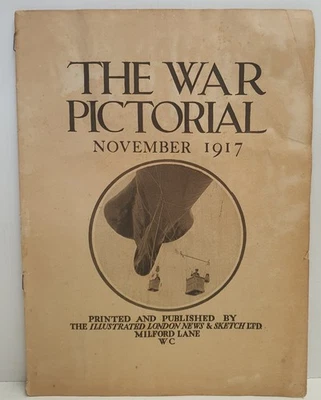 THE WAR
PICTORIAL
NOVEMBER 1917
PRINTED AND PUBLISHED BY
THE ILLUSTRATED LONDON NEWS & SKETCH LTD
MILFORD LANE
WC